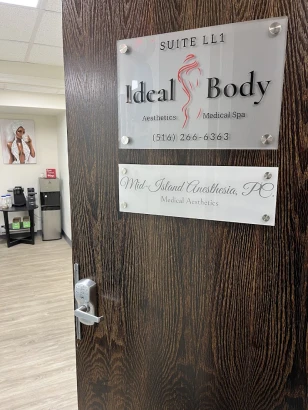 SUITE LL1
Ideal Body
Aesthetics Medical Spa
(516) 266-6363
Mid-Island Anesthesia, PC
Medical Aesthetics